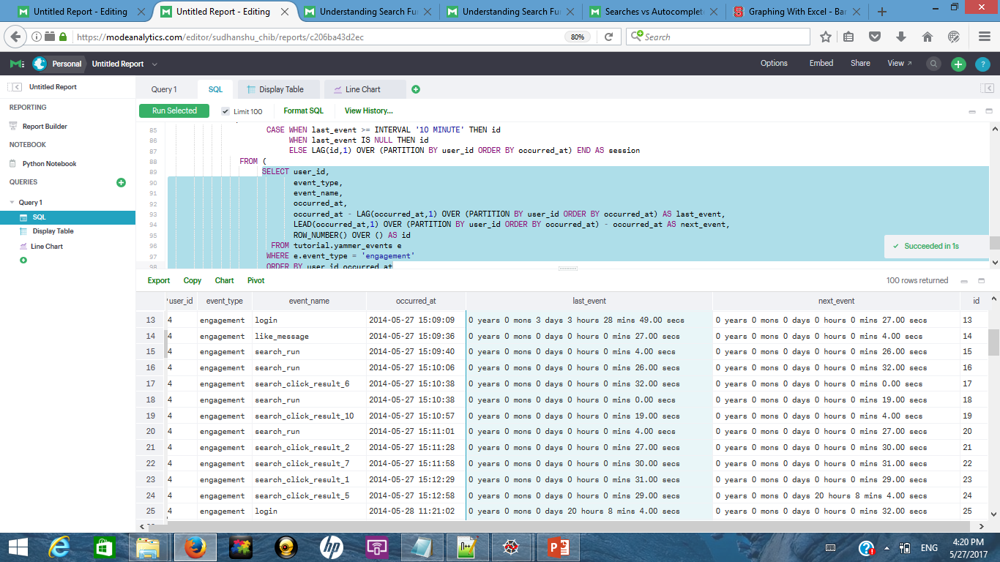 Untitled Report - Editing
Untitled Report - Editing
Understanding Search Fu
Understanding Search Fu
Searches vs Autocomplete
Graphing With Excel - Bar
https://modeanalytics.com/editor/sudhanshu_chib/reports/c206ba43d2ec
80%
Search
Personal
Untitled Report
Options
Embed
Share
View
?
Untitled Report
REPORTING
Report Builder
NOTEBOOK
Python Notebook
QUERIES
Query 1
SQL
Display Table
Line Chart
Query 1
SQL
Display Table
Line Chart
Run Selected
Limit 100
Format SQL
View History...
85 CASE WHEN last_event >= INTERVAL '10 MINUTE' THEN id
86 WHEN last_event IS NULL THEN id
87 ELSE LAG(id,1) OVER (PARTITION BY user_id ORDER BY occurred_at) END AS session
88 FROM (
89 SELECT user_id,
90 event_type,
91 event_name,
92 occurred_at,
93 occurred_at - LAG(occurred_at,1) OVER (PARTITION BY user_id ORDER BY occurred_at) AS last_event,
94 LEAD(occurred_at,1) OVER (PARTITION BY user_id ORDER BY occurred_at) - occurred_at AS next_event,
95 ROW_NUMBER() OVER () AS id
96 FROM tutorial.yammer_events e
97 WHERE e.event_type = 'engagement'
98 ORDER BY user_id,occurred_at
Succeeded in 1s
Export Copy Chart Pivot 100 rows returned
user_id event_type event_name occurred_at last_event next_event id
13 4 engagement login 2014-05-27 15:09:09 0 years 0 mons 3 days 3 hours 28 mins 49.00 secs 0 years 0 mons 0 days 0 hours 0 mins 27.00 secs 13
14 4 engagement like_message 2014-05-27 15:09:36 0 years 0 mons 0 days 0 hours 0 mins 27.00 secs 0 years 0 mons 0 days 0 hours 0 mins 4.00 secs 14
15 4 engagement search_run 2014-05-27 15:09:40 0 years 0 mons 0 days 0 hours 0 mins 4.00 secs 0 years 0 mons 0 days 0 hours 0 mins 26.00 secs 15
16 4 engagement search_run 2014-05-27 15:10:06 0 years 0 mons 0 days 0 hours 0 mins 26.00 secs 0 years 0 mons 0 days 0 hours 0 mins 32.00 secs 16
17 4 engagement search_click_result_6 2014-05-27 15:10:38 0 years 0 mons 0 days 0 hours 0 mins 32.00 secs 0 years 0 mons 0 days 0 hours 0 mins 0.00 secs 17
18 4 engagement search_run 2014-05-27 15:10:38 0 years 0 mons 0 days 0 hours 0 mins 0.00 secs 0 years 0 mons 0 days 0 hours 0 mins 19.00 secs 18
19 4 engagement search_click_result_10 2014-05-27 15:10:57 0 years 0 mons 0 days 0 hours 0 mins 19.00 secs 0 years 0 mons 0 days 0 hours 0 mins 4.00 secs 19
20 4 engagement search_run 2014-05-27 15:11:01 0 years 0 mons 0 days 0 hours 0 mins 4.00 secs 0 years 0 mons 0 days 0 hours 0 mins 27.00 secs 20
21 4 engagement search_click_result_2 2014-05-27 15:11:28 0 years 0 mons 0 days 0 hours 0 mins 27.00 secs 0 years 0 mons 0 days 0 hours 0 mins 30.00 secs 21
22 4 engagement search_click_result_7 2014-05-27 15:11:58 0 years 0 mons 0 days 0 hours 0 mins 30.00 secs 0 years 0 mons 0 days 0 hours 0 mins 31.00 secs 22
23 4 engagement search_click_result_1 2014-05-27 15:12:29 0 years 0 mons 0 days 0 hours 0 mins 31.00 secs 0 years 0 mons 0 days 0 hours 0 mins 29.00 secs 23
24 4 engagement search_click_result_5 2014-05-27 15:12:58 0 years 0 mons 0 days 0 hours 0 mins 29.00 secs 0 years 0 mons 0 days 20 hours 8 mins 4.00 secs 24
25 4 engagement login 2014-05-28 11:21:02 0 years 0 mons 0 days 20 hours 8 mins 4.00 secs 0 years 0 mons 0 days 0 hours 0 mins 32.00 secs 25
hp
ENG
4:20 PM
5/27/2017